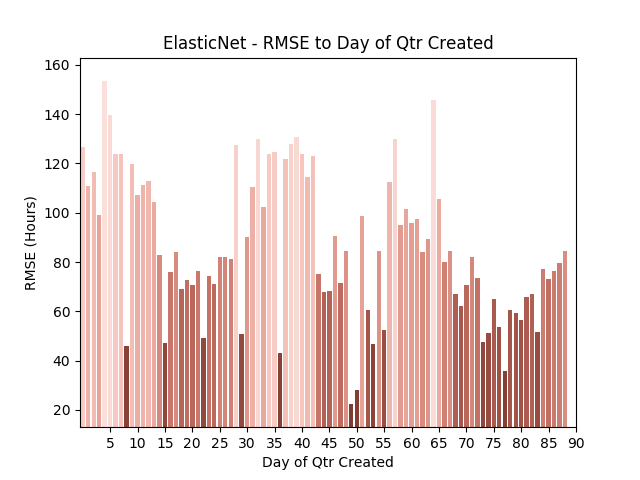 ElasticNet - RMSE to Day of Qtr Created
160
140
120
100
80
60
40
20
RMSE (Hours)
5 10 15 20 25 30 35 40 45 50 55 60 65 70 75 80 85 90
Day of Qtr Created